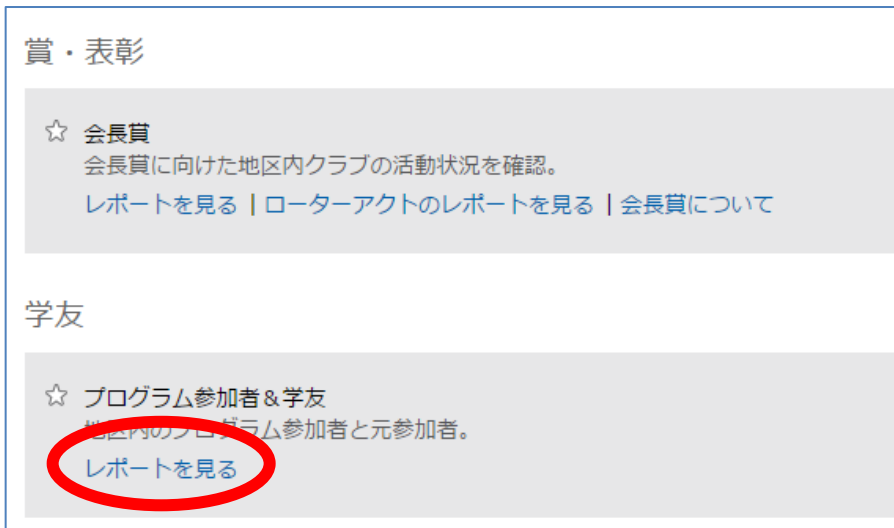 賞・表彰
☆ 会長賞
会長賞に向けた地区内クラブの活動状況を確認。
レポートを見る | ローターアクトのレポートを見る | 会長賞について
学友
☆ プログラム参加者&学友
地区内のプログラム参加者と元参加者。
レポートを見る